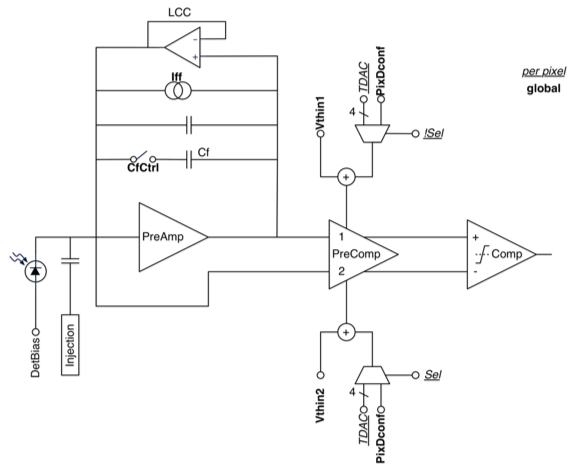 LCC
-
+
Iff
Cf
CfCtrl
TDAC
PixDconf
per pixel
global
4
Vthin1
!Sel
+
PreAmp
1
PreComp
2
+
Comp
-
DetBias
Injection
+
Vthin2
Sel
4
TDAC
PixDconf